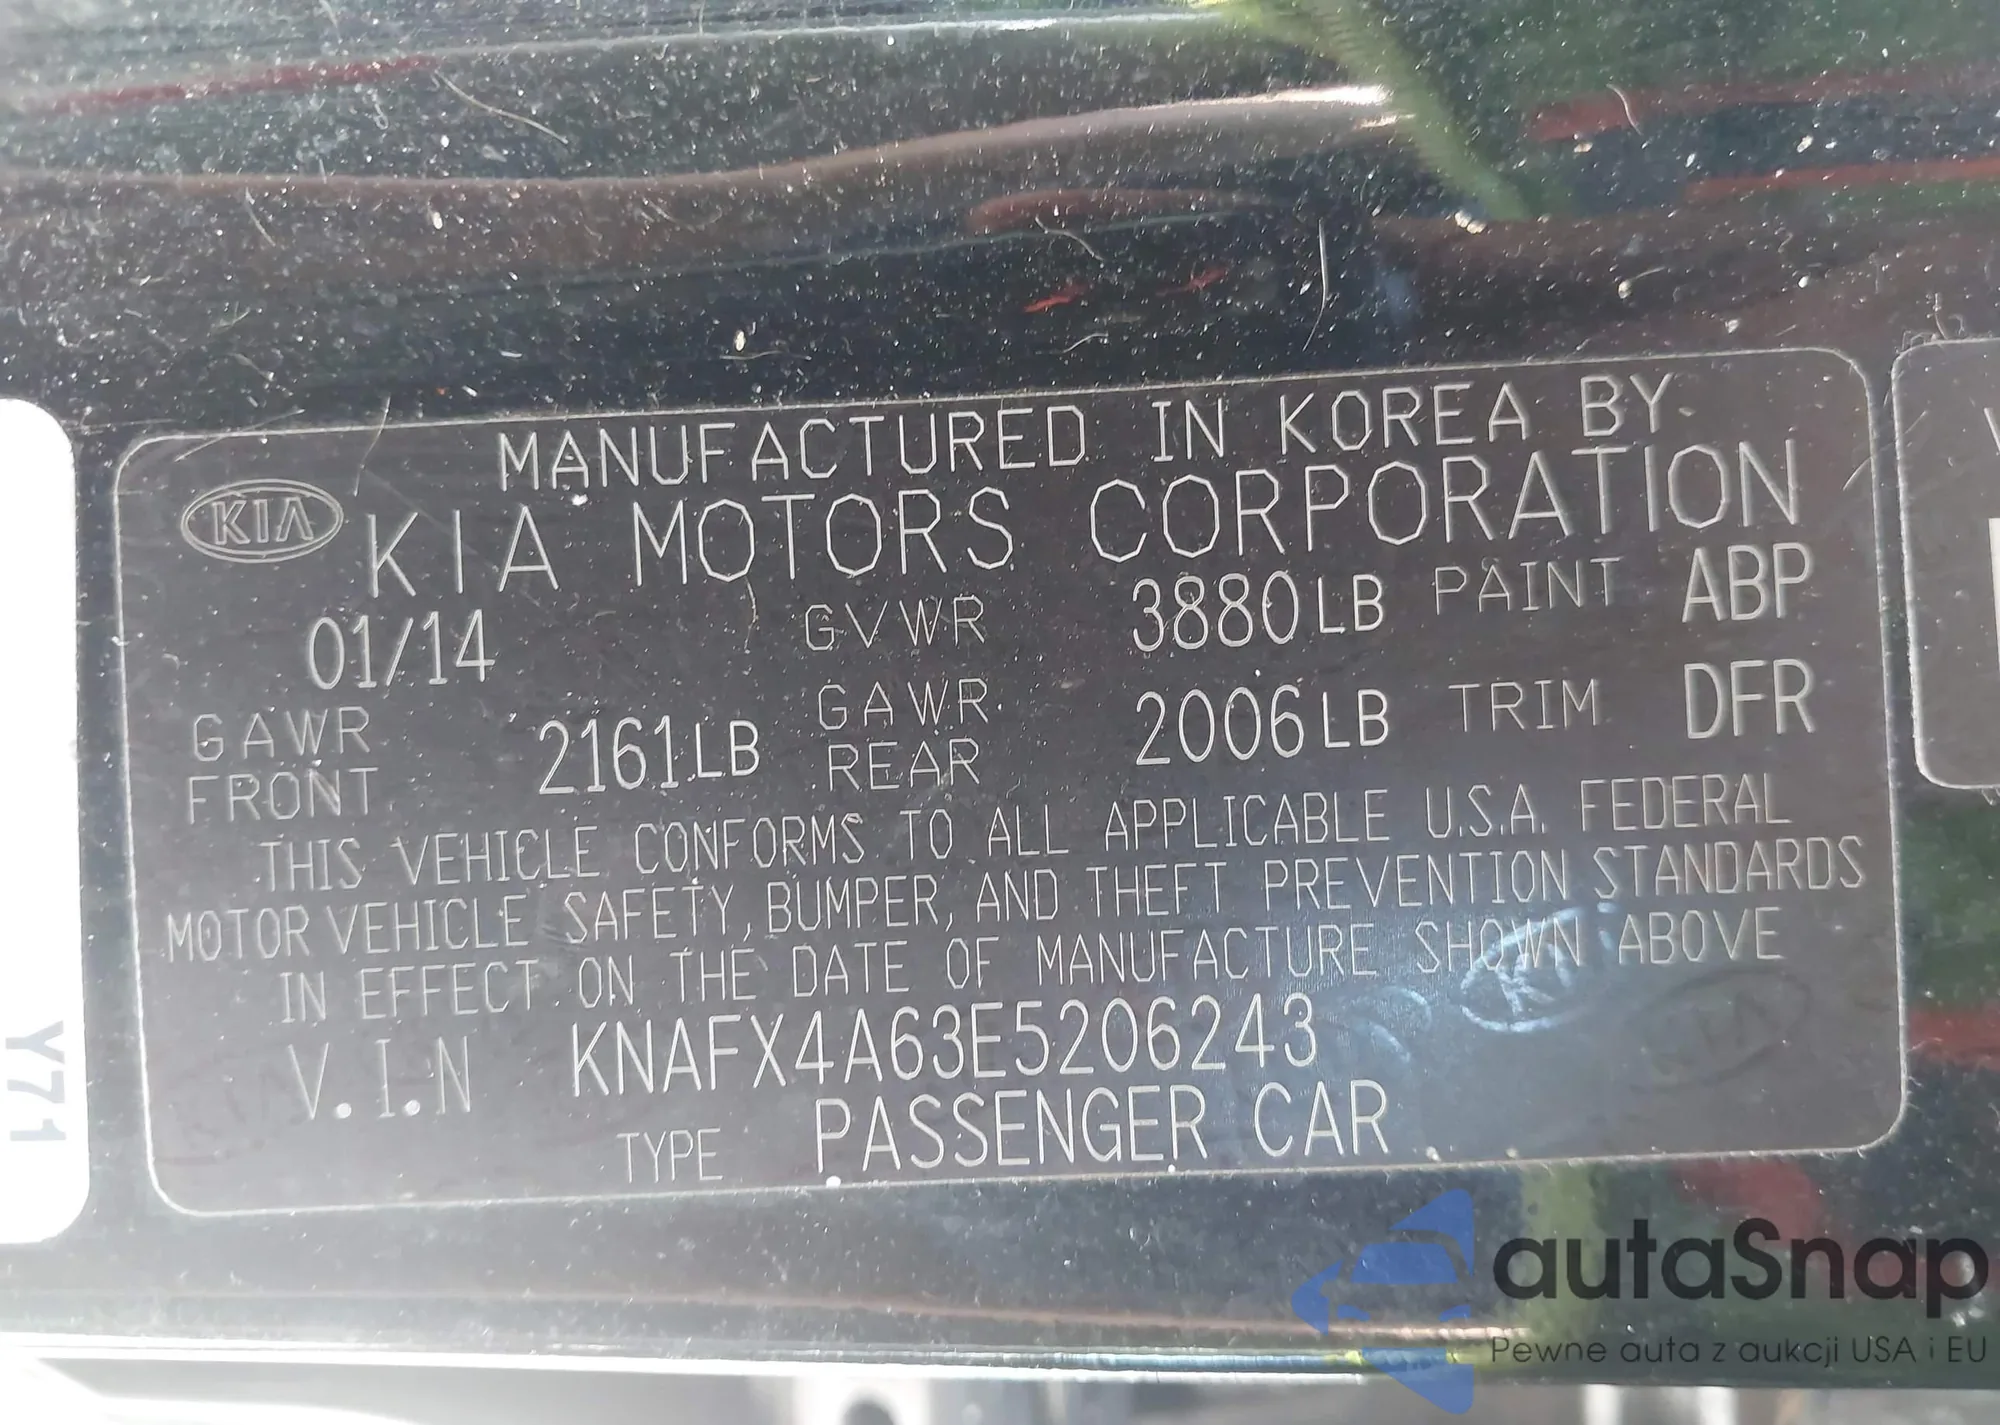 MANUFACTURED IN KOREA BY
KIA KIA MOTORS CORPORATION
01/14 GVWR 3880LB PAINT ABP
GAWR FRONT 2161LB GAWR REAR 2006LB TRIM DFR
THIS VEHICLE CONFORMS TO ALL APPLICABLE U.S.A. FEDERAL
MOTOR VEHICLE SAFETY, BUMPER, AND THEFT PREVENTION STANDARDS
IN EFFECT ON THE DATE OF MANUFACTURE SHOWN ABOVE
V.I.N KNAFX4A63E5206243
TYPE PASSENGER CAR
Y71
autaSnap
Pewne auta z aukcji USA i EU